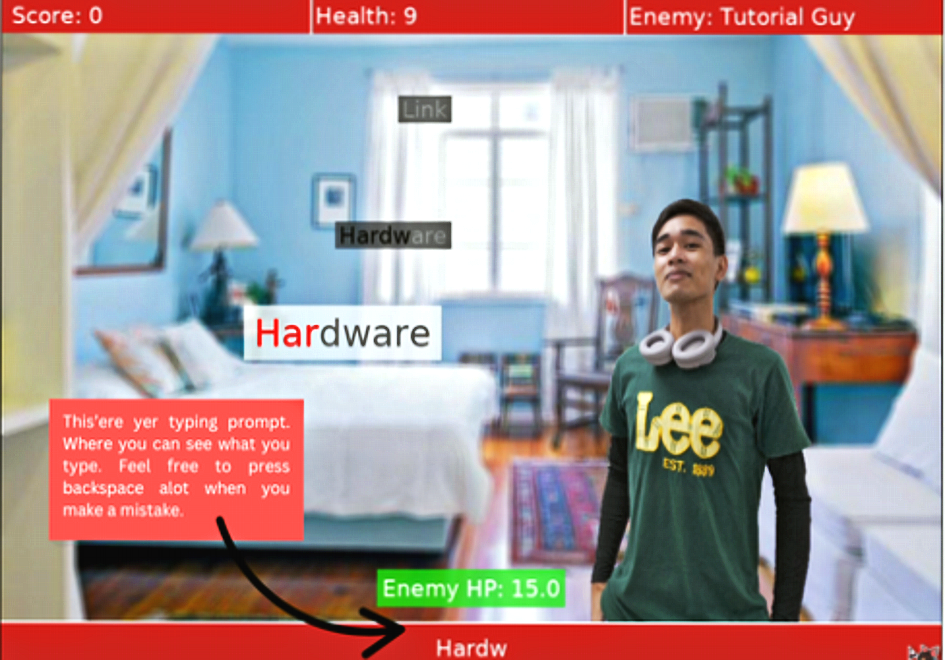 Score: 0
Health: 9
Enemy: Tutorial Guy
Link
Hardware
Hardware
Lee
EST. 1889
This'ere yer typing prompt.
Where you can see what you
type. Feel free to press
backspace alot when you
make a mistake.
Enemy HP: 15.0
Hardw